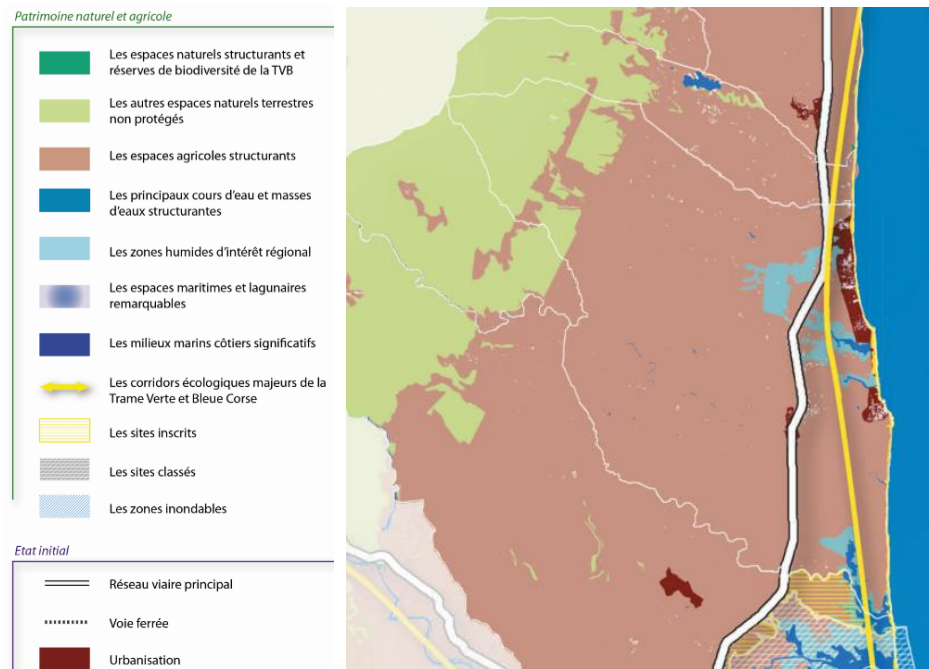 Patrimoine naturel et agricole
Les espaces naturels structurants et
réserves de biodiversité de la TVB
Les autres espaces naturels terrestres
non protégés
Les espaces agricoles structurants
Les principaux cours d'eau et masses
d'eaux structurantes
Les zones humides d'intérêt régional
Les espaces maritimes et lagunaires
remarquables
Les milieux marins côtiers significatifs
Les corridors écologiques majeurs de la
Trame Verte et Bleue Corse
Les sites inscrits
Les sites classés
Les zones inondables
Etat initial
Réseau viaire principal
Voie ferrée
Urbanisation